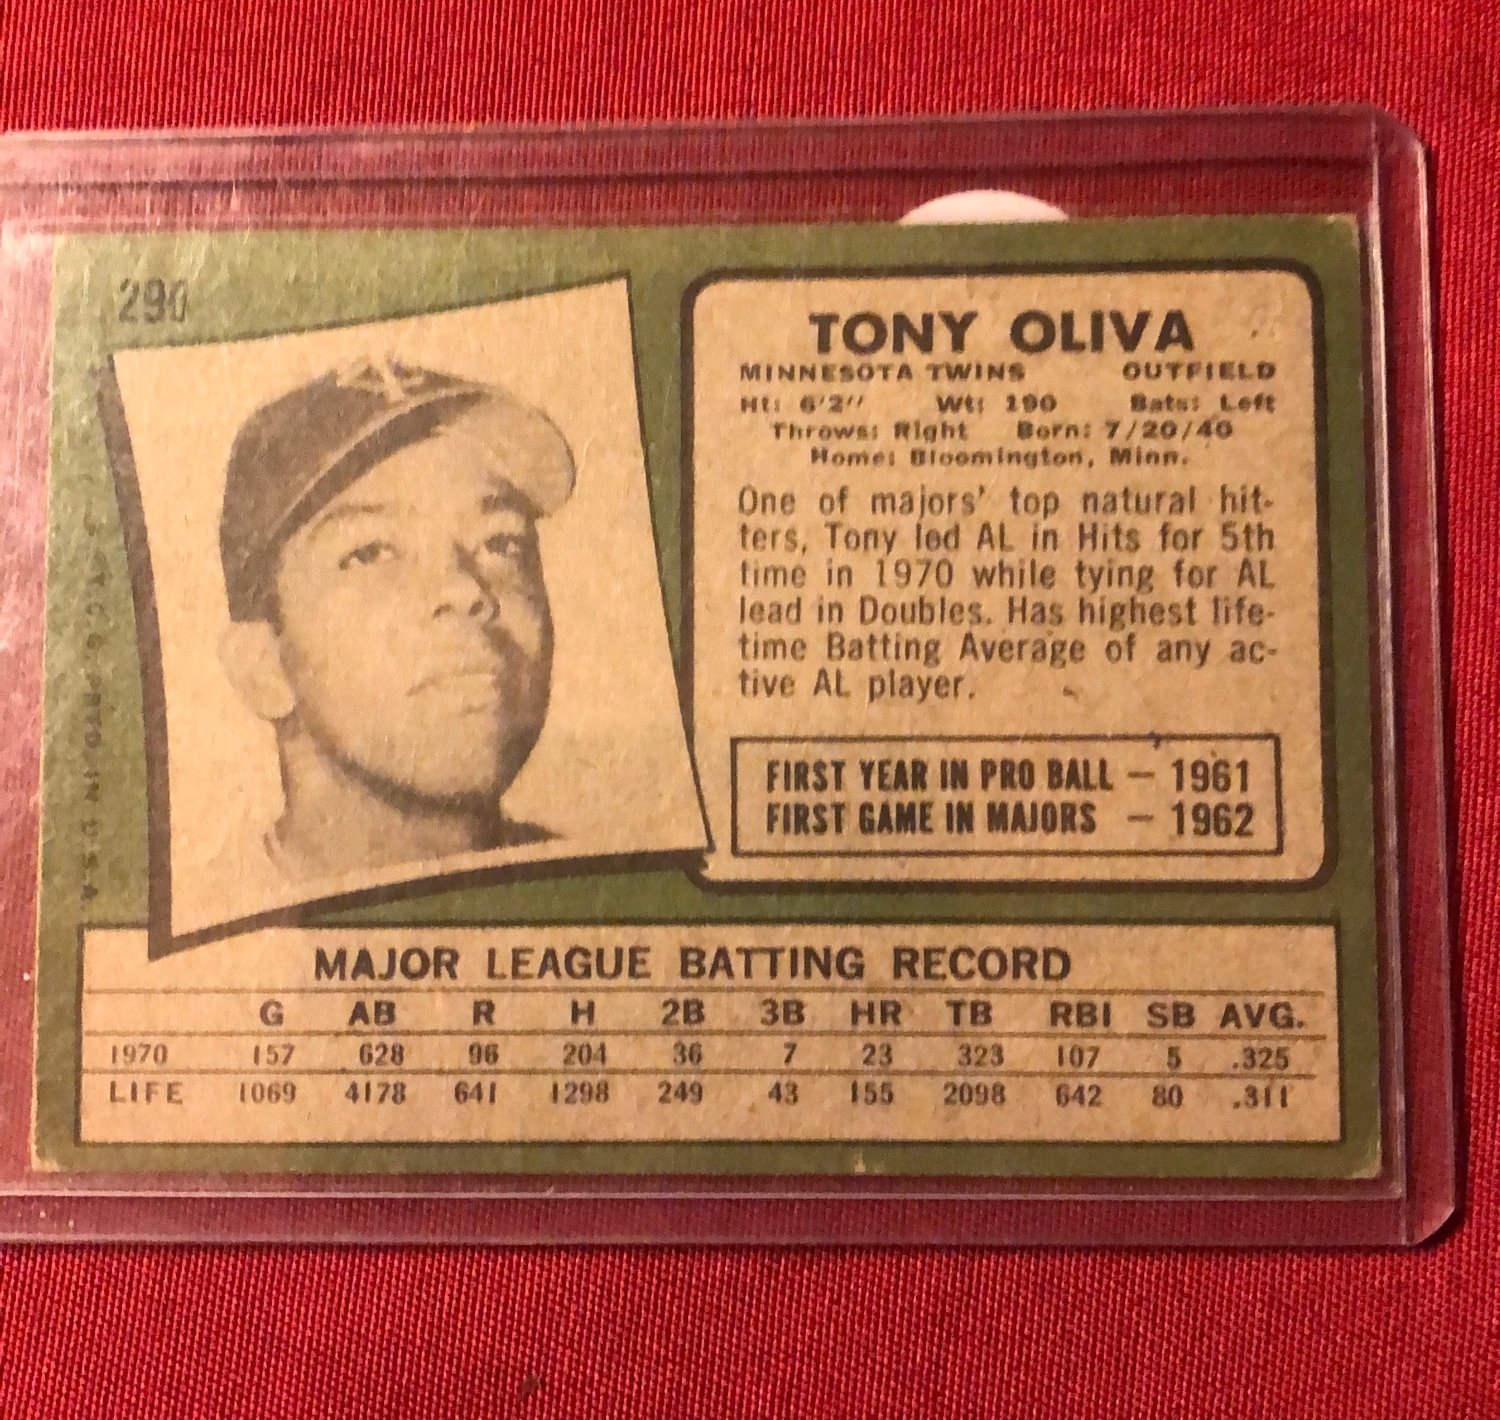 290
TONY OLIVA
MINNESOTA TWINS OUTFIELD
Ht: 6'2" Wt: 190 Bats: Left
Throws: Right Born: 7/20/40
Home: Bloomington, Minn.
One of majors' top natural hit-
ters, Tony led AL in Hits for 5th
time in 1970 while tying for AL
lead in Doubles. Has highest life-
time Batting Average of any ac-
tive AL player.
FIRST YEAR IN PRO BALL — 1961
FIRST GAME IN MAJORS — 1962
T.C.G. PRTD. IN U.S.A.
MAJOR LEAGUE BATTING RECORD
G AB R H 2B 3B HR TB RBI SB AVG.
1970 157 628 96 204 36 7 23 323 107 5 .325
LIFE 1069 4178 641 1298 249 43 155 2098 642 80 .311